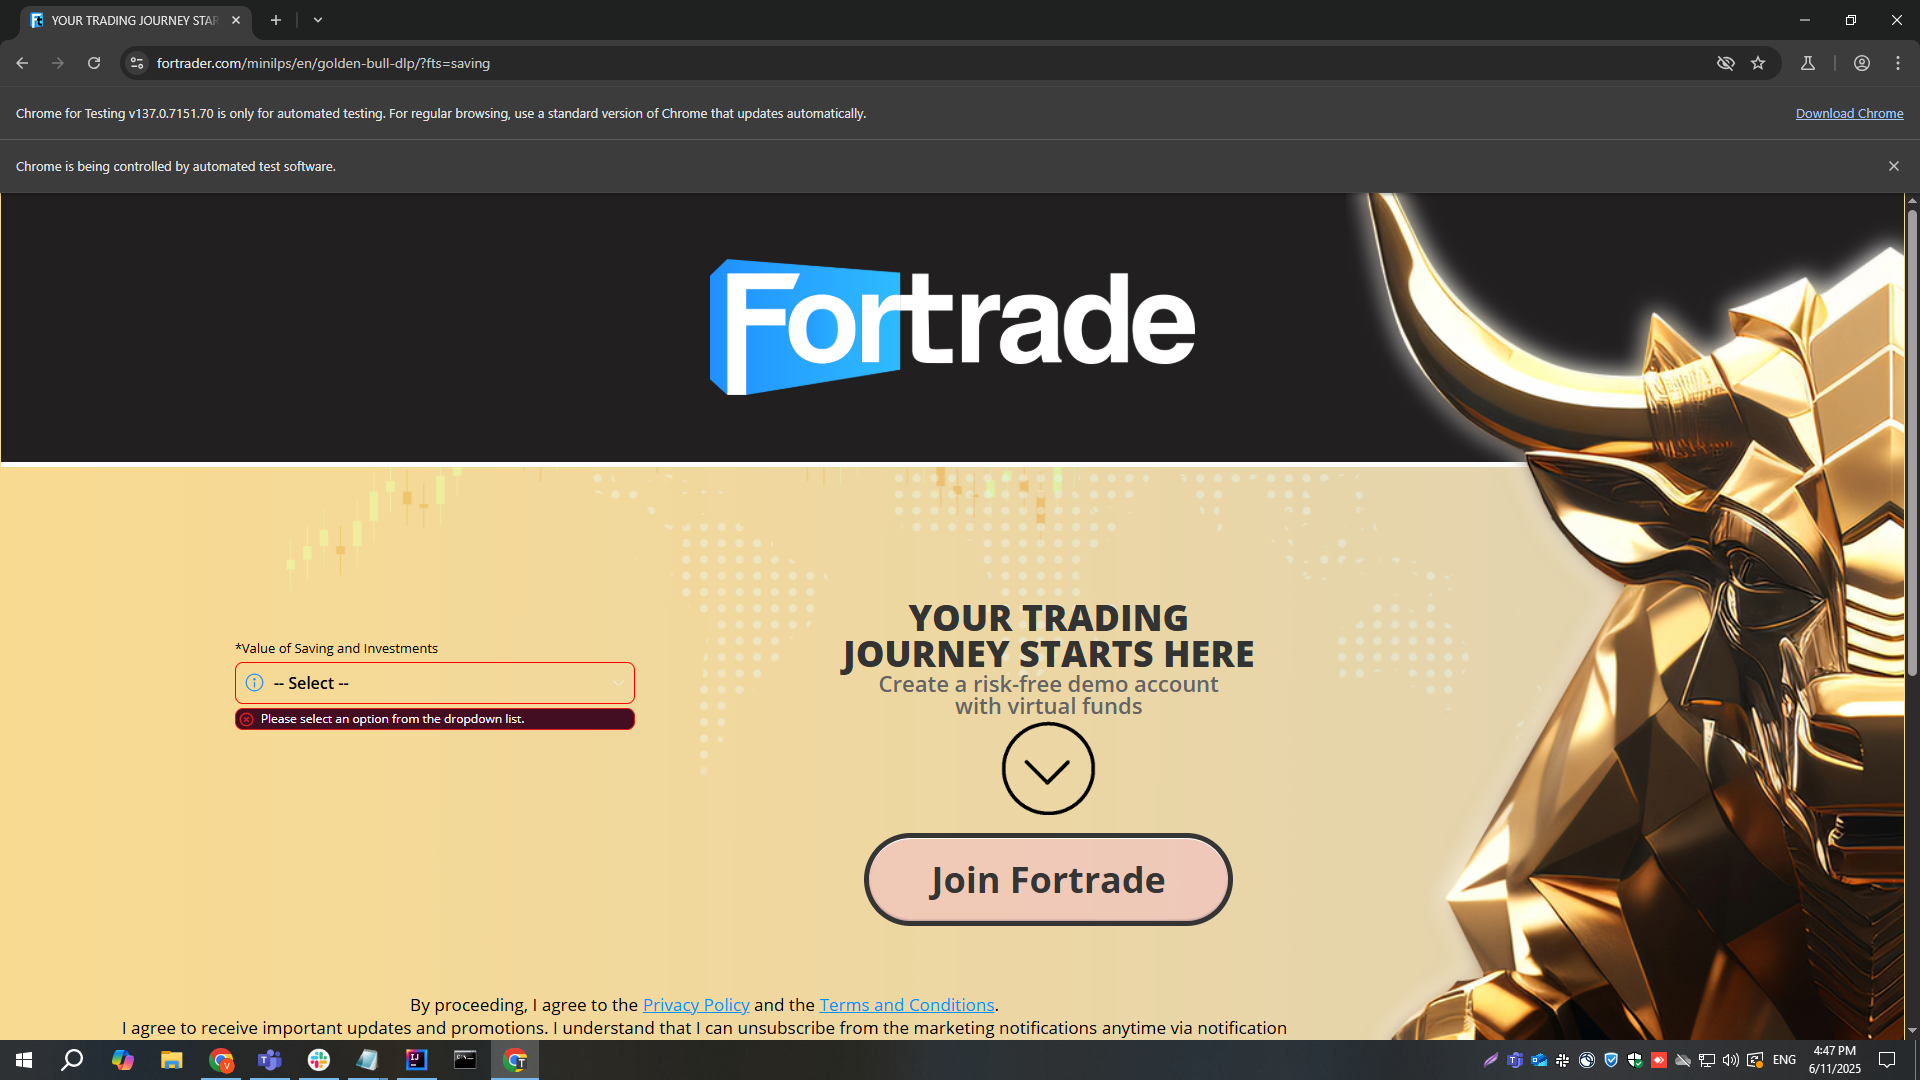 YOUR TRADING JOURNEY STAR
fortrader.com/minilps/en/golden-bull-dlp/?fts=saving
Chrome for Testing v137.0.7151.70 is only for automated testing. For regular browsing, use a standard version of Chrome that updates automatically.
Download Chrome
Chrome is being controlled by automated test software.
Fortrade
YOUR TRADING
JOURNEY STARTS HERE
Create a risk-free demo account
with virtual funds
*Value of Saving and Investments
-- Select --
Please select an option from the dropdown list.
Join Fortrade
By proceeding, I agree to the Privacy Policy and the Terms and Conditions.
I agree to receive important updates and promotions. I understand that I can unsubscribe from the marketing notifications anytime via notification
ENG
4:47 PM
6/11/2025